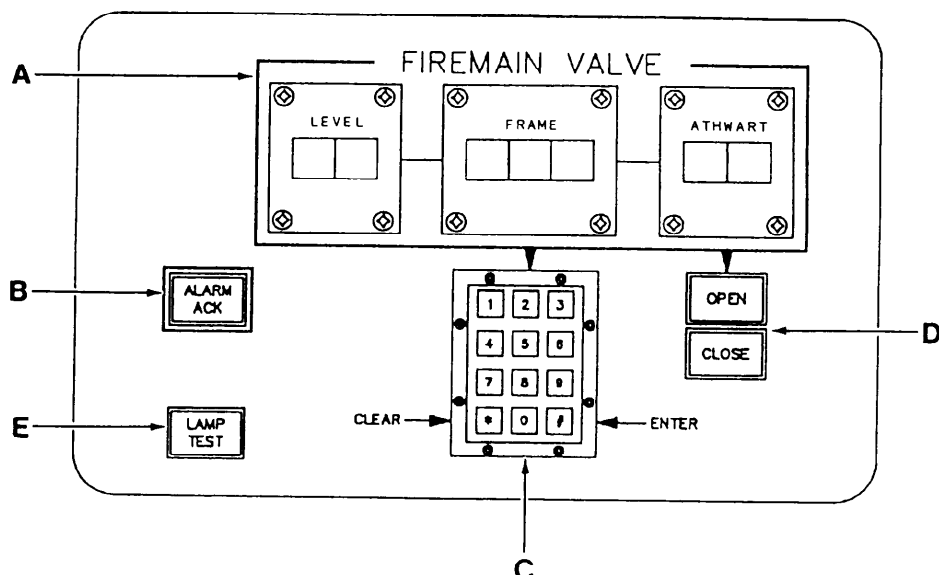 A
FIREMAIN VALVE
LEVEL
FRAME
ATHWART
B
ALARM
ACK
1 2 3
4 5 6
7 8 9
* 0 #
OPEN
CLOSE
D
E
LAMP
TEST
CLEAR
ENTER
C